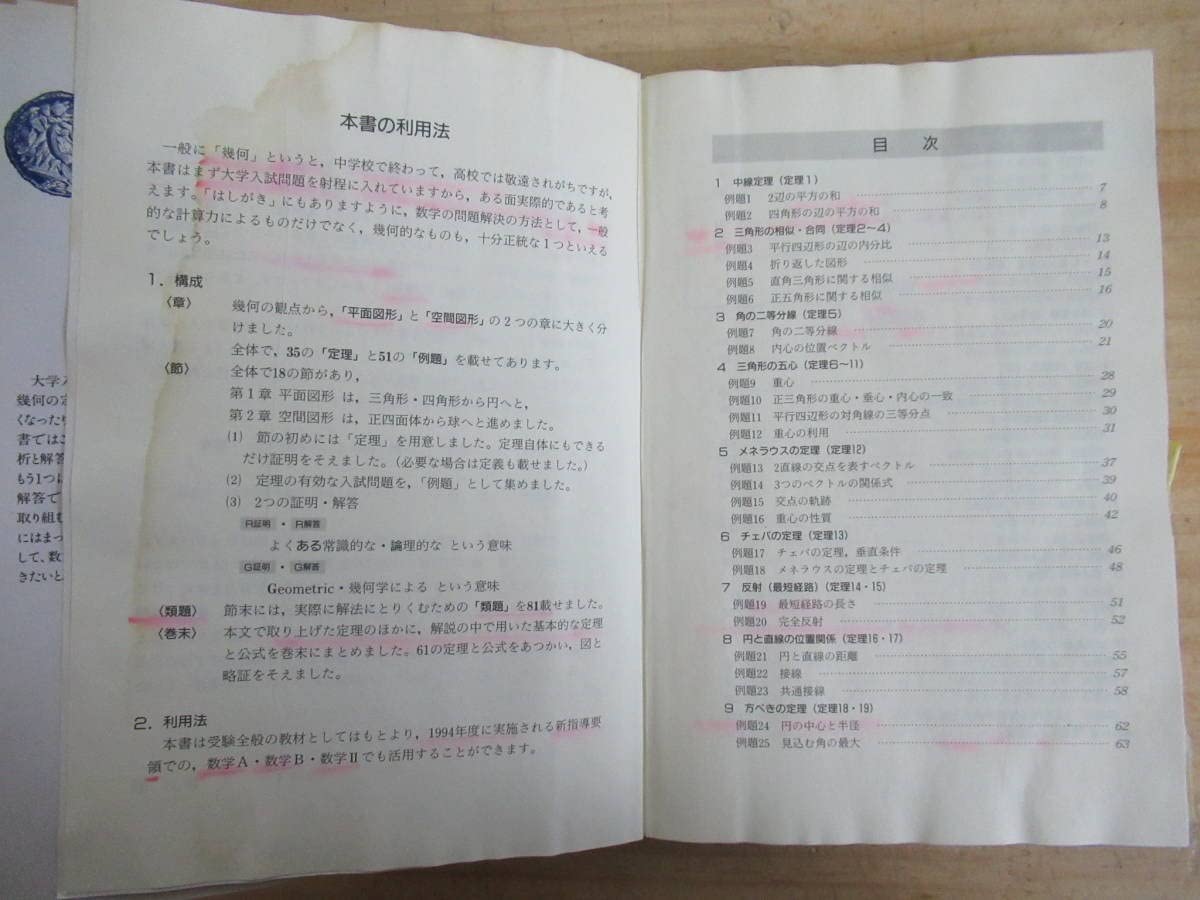 大学入
幾何の定
くなった
書ではこ
析と解答
もう1つに
解答で
取り組む
にはまっ
して、数
きたいと
本書の利用法
一般に「幾何」というと，中学校で終わって，高校では敬遠されがちですが，
本書はまず大学入試問題を射程に入れていますから，ある面実際的であると考
えます。「はしがき」にもありますように，数学の問題解決の方法として，一般
的な計算力によるものだけでなく，幾何的なものも，十分正統な1つといえる
でしょう。
1．構成
〈章〉 幾何の観点から，「平面図形」と「空間図形」の2つの章に大きく分
けました。
全体で，35の「定理」と51の「例題」を載せてあります。
〈節〉 全体で18の節があり，
第1章 平面図形 は，三角形・四角形から円へと，
第2章 空間図形 は，正四面体から球へと進めました。
(1) 節の初めには「定理」を用意しました。定理自体にもできる
だけ証明をそえました。（必要な場合は定義も載せました。）
(2) 定理の有効な入試問題を，「例題」として集めました。
(3) 2つの証明・解答
R証明 ・ R解答
よくある常識的な・論理的な という意味
G証明 ・ G解答
Geometric・幾何学による という意味
〈類題〉 節末には，実際に解法にとりくむための「類題」を81載せました。
〈巻末〉 本文で取り上げた定理のほかに，解説の中で用いた基本的な定理
と公式を巻末にまとめました。61の定理と公式をあつかい，図と
略証をそえました。
2．利用法
本書は受験全般の教材としてはもとより，1994年度に実施される新指導要
領での，数学A・数学B・数学Ⅱでも活用することができます。
目 次
1 中線定理（定理1）
例題1 2辺の平方の和 7
例題2 四角形の辺の平方の和 8
2 三角形の相似・合同（定理2〜4）
例題3 平行四辺形の辺の内分比 13
例題4 折り返した図形 14
例題5 直角三角形に関する相似 15
例題6 正五角形に関する相似 16
3 角の二等分線（定理5）
例題7 角の二等分線 20
例題8 内心の位置ベクトル 21
4 三角形の五心（定理6〜11）
例題9 重心 28
例題10 正三角形の重心・垂心・内心の一致 29
例題11 平行四辺形の対角線の三等分点 30
例題12 重心の利用 31
5 メネラウスの定理（定理12）
例題13 2直線の交点を表すベクトル 37
例題14 3つのベクトルの関係式 39
例題15 交点の軌跡 40
例題16 重心の性質 42
6 チェバの定理（定理13）
例題17 チェバの定理，垂直条件 46
例題18 メネラウスの定理とチェバの定理 48
7 反射（最短経路）（定理14・15）
例題19 最短経路の長さ 51
例題20 完全反射 52
8 円と直線の位置関係（定理16・17）
例題21 円と直線の距離 55
例題22 接線 57
例題23 共通接線 58
9 方べきの定理（定理18・19）
例題24 円の中心と半径 62
例題25 見込む角の最大 63